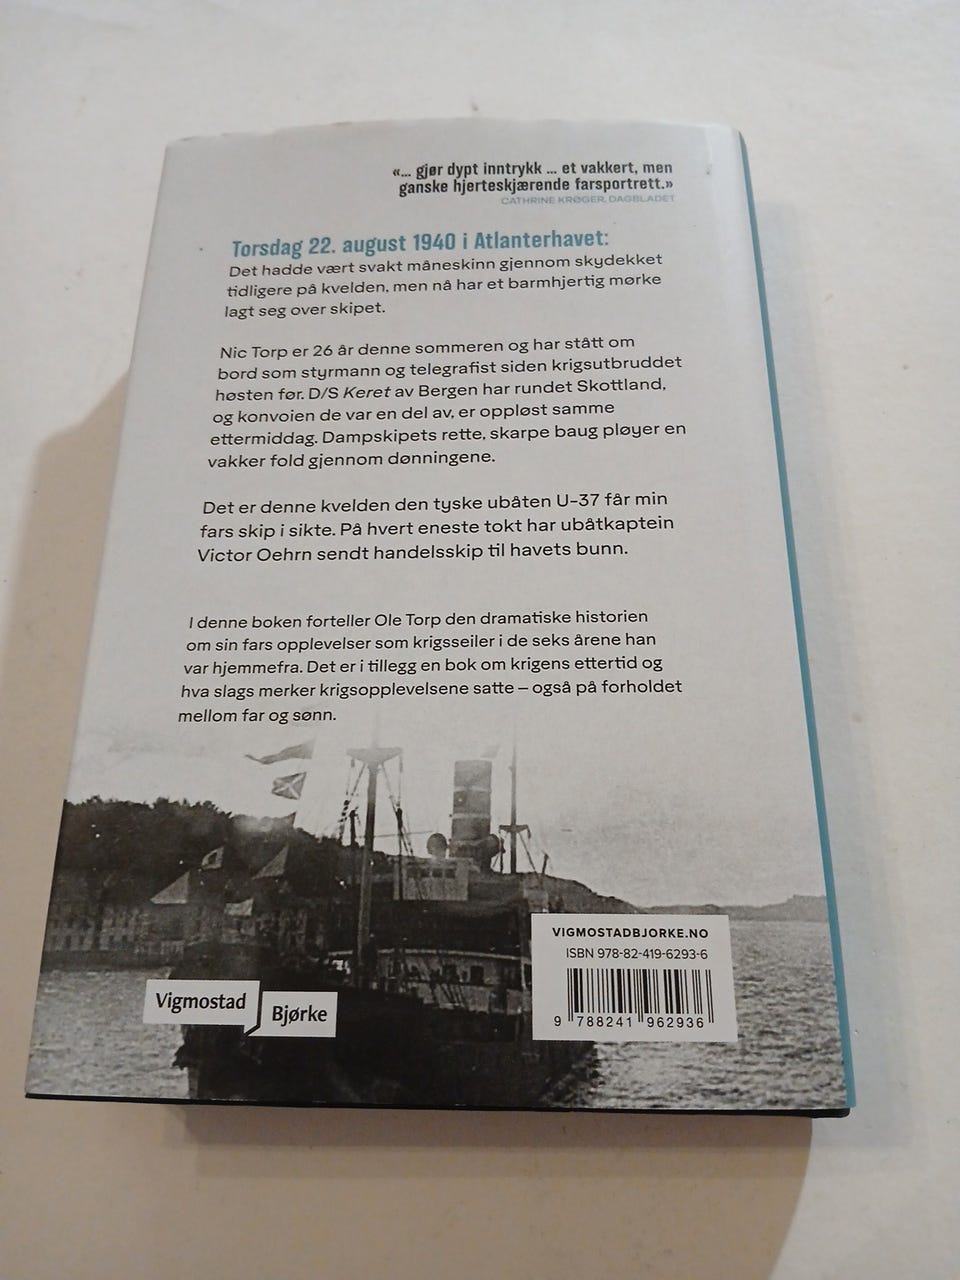 «... gjør dypt inntrykk ... et vakkert, men
ganske hjerteskjærende farsportrett.»
CATHRINE KRØGER, DAGBLADET
Torsdag 22. august 1940 i Atlanterhavet:
Det hadde vært svakt måneskinn gjennom skydekket
tidligere på kvelden, men nå har et barmhjertig mørke
lagt seg over skipet.
Nic Torp er 26 år denne sommeren og har stått om
bord som styrmann og telegrafist siden krigsutbruddet
høsten før. D/S Keret av Bergen har rundet Skottland,
og konvoien de var en del av, er oppløst samme
ettermiddag. Dampskipets rette, skarpe baug pløyer en
vakker fold gjennom dønningene.
Det er denne kvelden den tyske ubåten U-37 får min
fars skip i sikte. På hvert eneste tokt har ubåtkaptein
Victor Oehrn sendt handelsskip til havets bunn.
I denne boken forteller Ole Torp den dramatiske historien
om sin fars opplevelser som krigsseiler i de seks årene han
var hjemmefra. Det er i tillegg en bok om krigens ettertid og
hva slags merker krigsopplevelsene satte – også på forholdet
mellom far og sønn.
VIGMOSTADBJORKE.NO
ISBN 978-82-419-6293-6
9 788241 962936
Vigmostad
Bjørke